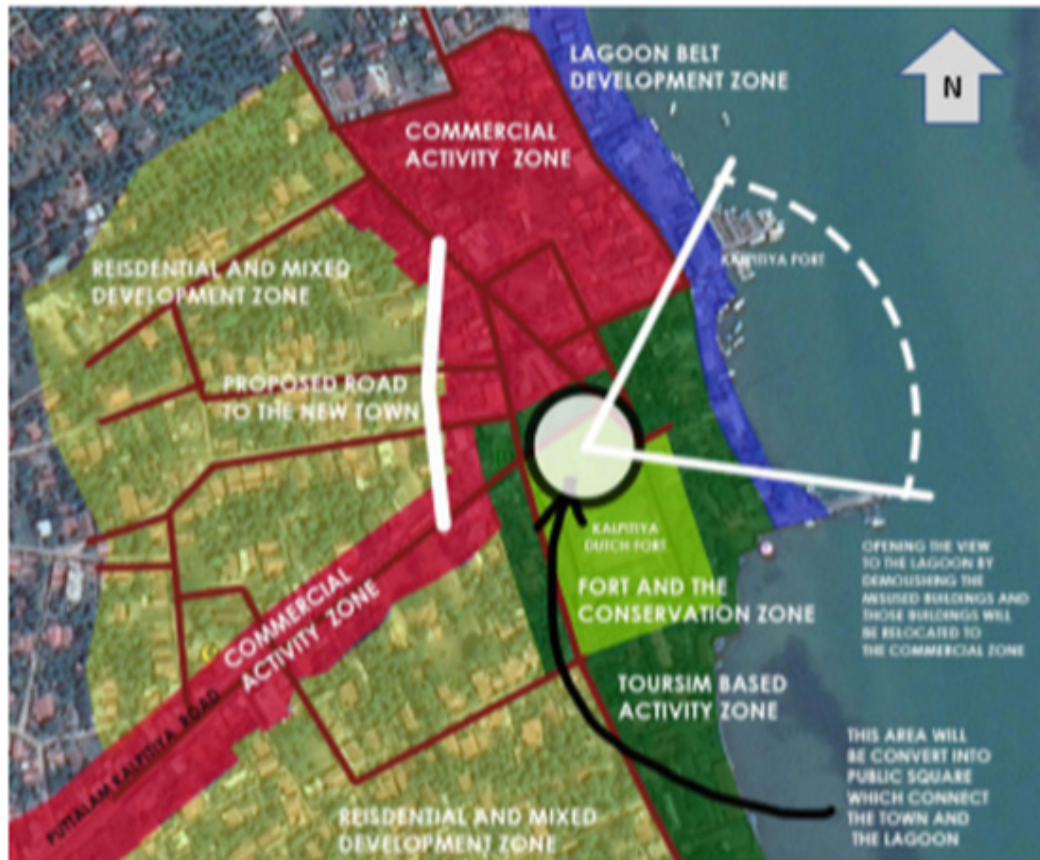 LAGOON BELT
DEVELOPMENT ZONE
N
COMMERCIAL
ACTIVITY ZONE
KALPITIYA PORT
REISDENTIAL AND MIXED
DEVELOPMENT ZONE
PROPOSED ROAD
TO THE NEW TOWN
KALPITIYA
DUTCH FORT
FORT AND THE
CONSERVATION ZONE
OPENING THE VIEW
TO THE LAGOON BY
DEMOLISHING THE
MISUSED BUILDINGS AND
THOSE BUILDINGS WILL
BE RELOCATED TO
THE COMMERCIAL ZONE
COMMERCIAL
ACTIVITY ZONE
TOURSIM BASED
ACTIVITY ZONE
PUTTALAM KALPITIYA ROAD
THIS AREA WILL
BE CONVERT INTO
PUBLIC SQUARE
WHICH CONNECT
THE TOWN AND
THE LAGOON
REISDENTIAL AND MIXED
DEVELOPMENT ZONE